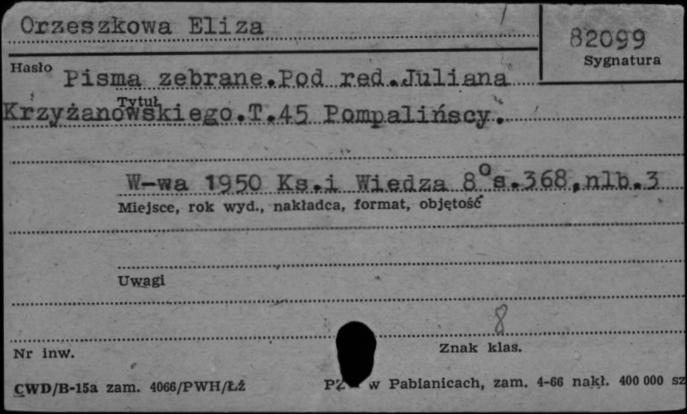 Orzeszkowa Eliza
82099
Sygnatura
Hasło
Pisma zebrane.Pod red.Juliana
Tytuł
Krzyżanowskiego.T.45 Pompalińscy.
W-wa 1950 Ks.i Wiedza 8° s.368,nlb.3
Miejsce, rok wyd., nakładca, format, objętość
Uwagi
8
Nr inw.
Znak klas.
CWD/B-15a zam. 4066/PWH/Łź
w Pabianicach, zam. 4-66 nakł. 400 000 sz